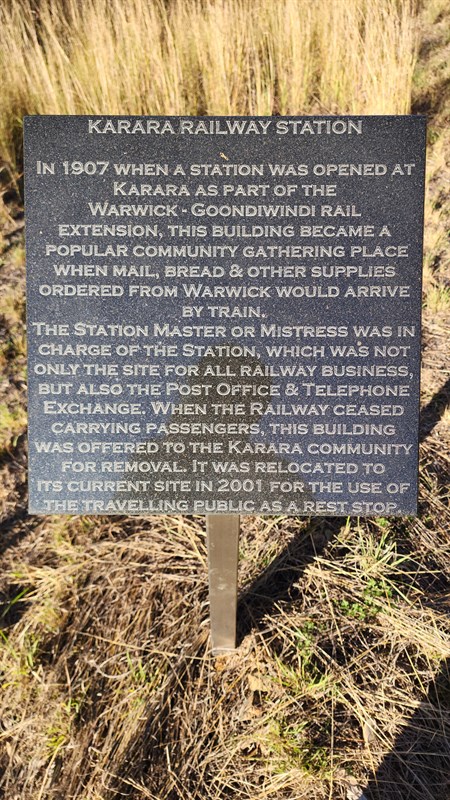 KARARA RAILWAY STATION
IN 1907 WHEN A STATION WAS OPENED AT
KARARA AS PART OF THE
WARWICK - GOONDIWINDI RAIL
EXTENSION, THIS BUILDING BECAME A
POPULAR COMMUNITY GATHERING PLACE
WHEN MAIL, BREAD & OTHER SUPPLIES
ORDERED FROM WARWICK WOULD ARRIVE
BY TRAIN.
THE STATION MASTER OR MISTRESS WAS IN
CHARGE OF THE STATION, WHICH WAS NOT
ONLY THE SITE FOR ALL RAILWAY BUSINESS,
BUT ALSO THE POST OFFICE & TELEPHONE
EXCHANGE. WHEN THE RAILWAY CEASED
CARRYING PASSENGERS, THIS BUILDING
WAS OFFERED TO THE KARARA COMMUNITY
FOR REMOVAL. IT WAS RELOCATED TO
ITS CURRENT SITE IN 2001 FOR THE USE OF
THE TRAVELLING PUBLIC AS A REST STOP.